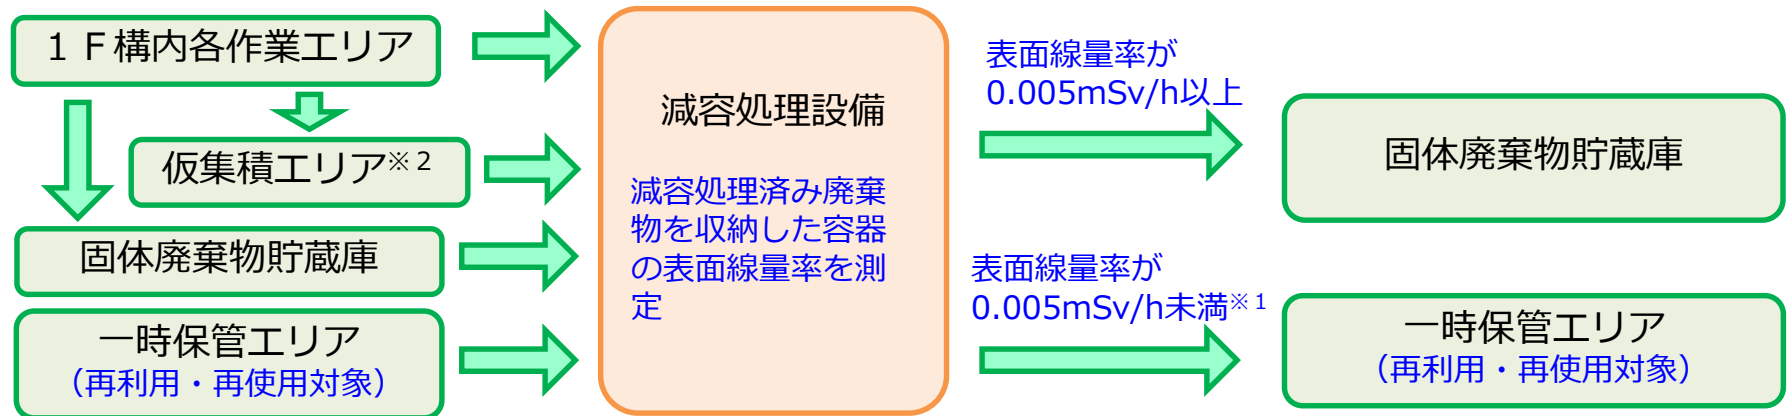 １Ｆ構内各作業エリア
仮集積エリア※２
固体廃棄物貯蔵庫
一時保管エリア
（再利用・再使用対象）
減容処理設備
減容処理済み廃棄
物を収納した容器
の表面線量率を測
定
表面線量率が
0.005mSv/h以上
表面線量率が
0.005mSv/h未満※１
固体廃棄物貯蔵庫
一時保管エリア
（再利用・再使用対象）